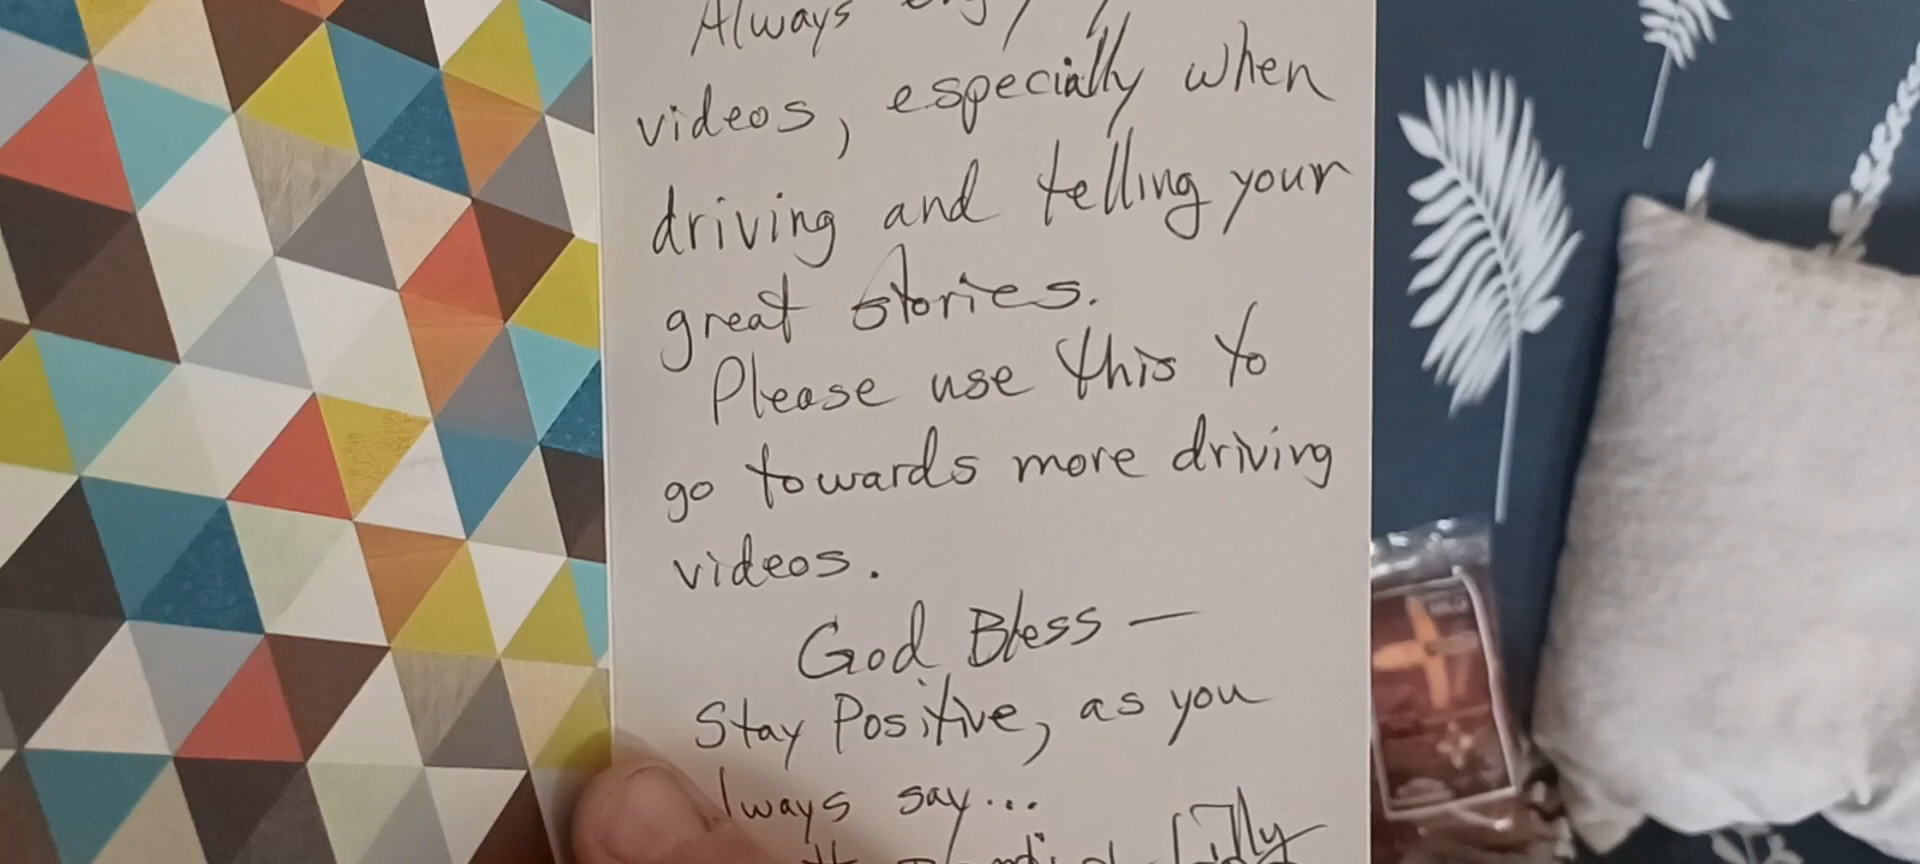 Always
videos, especially when
driving and telling your
great stories.
Please use this to
go towards more driving
videos.
God Bless —
Stay Positive, as you
lways say...